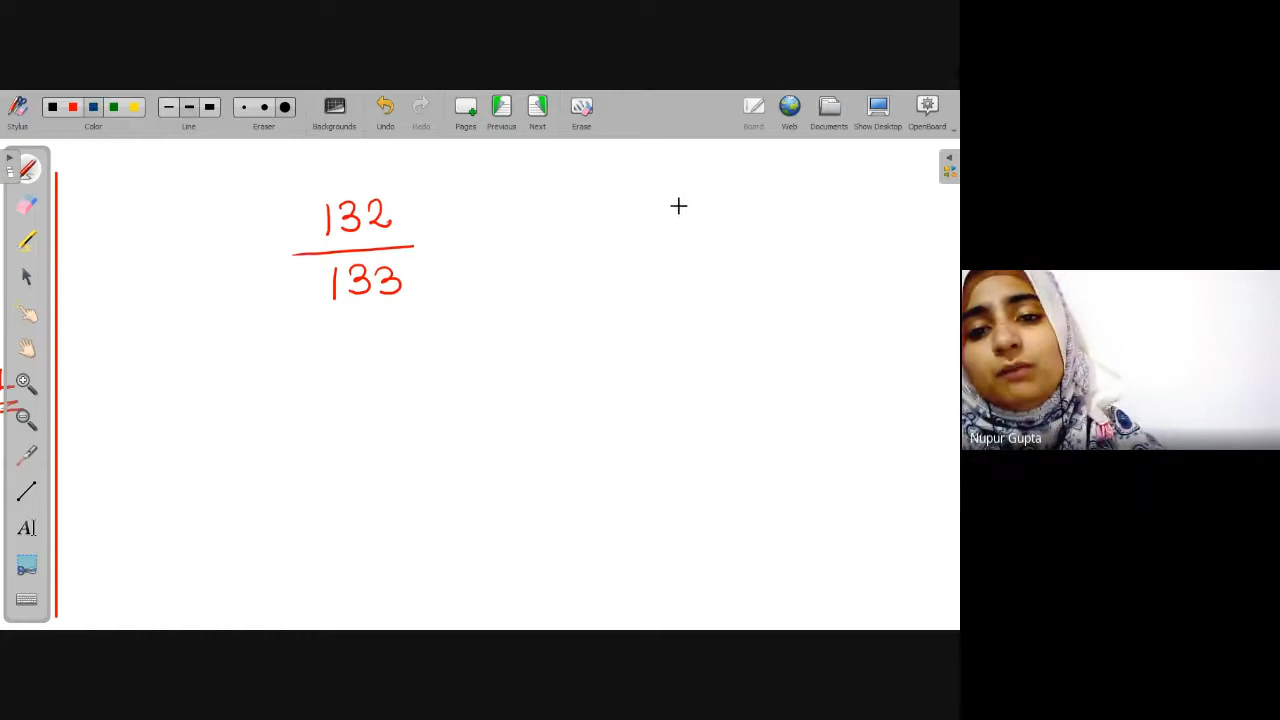 Stylus Color Line Eraser Backgrounds Undo Redo Pages Previous Next Erase Board Web Documents Show Desktop OpenBoard
132
133
Nupur Gupta